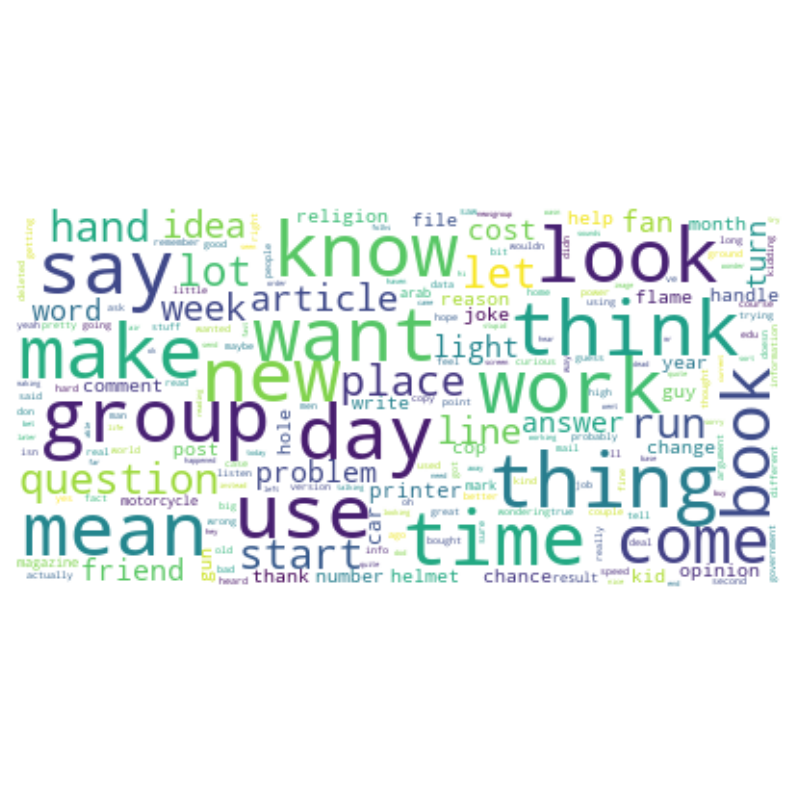 hand idea religion file cost help fan month turn
say lot know let look
word week article arab reason joke flame handle
make want light think year
new place work guy
comment group day write line answer run book
question post hole cop change
problem printer mark thing
mean use car time come
motorcycle
start friend gun thank number helmet chance result kid opinion
magazine
deleted
getting
remember
good
right
people
little
ask
yeah
pretty
going
stuff
wanted
maybe
hope
data
bit
home
wouldn
didn
long
kidding
course
ground
power
using
trying
edu
doesn
information
thought
guess
high
feel
curious
hard
read
said
don
man
men
copy
point
isn
real
world
listen
case
version
used
got
kind
job
mail
probably
working
ll
yes
fact
big
wrong
old
bad
heard
info
ago
oh
great
better
bought
sure
wonderingtrue
couple
fine
tell
deal
really
speed
second
government
different
argument
actually